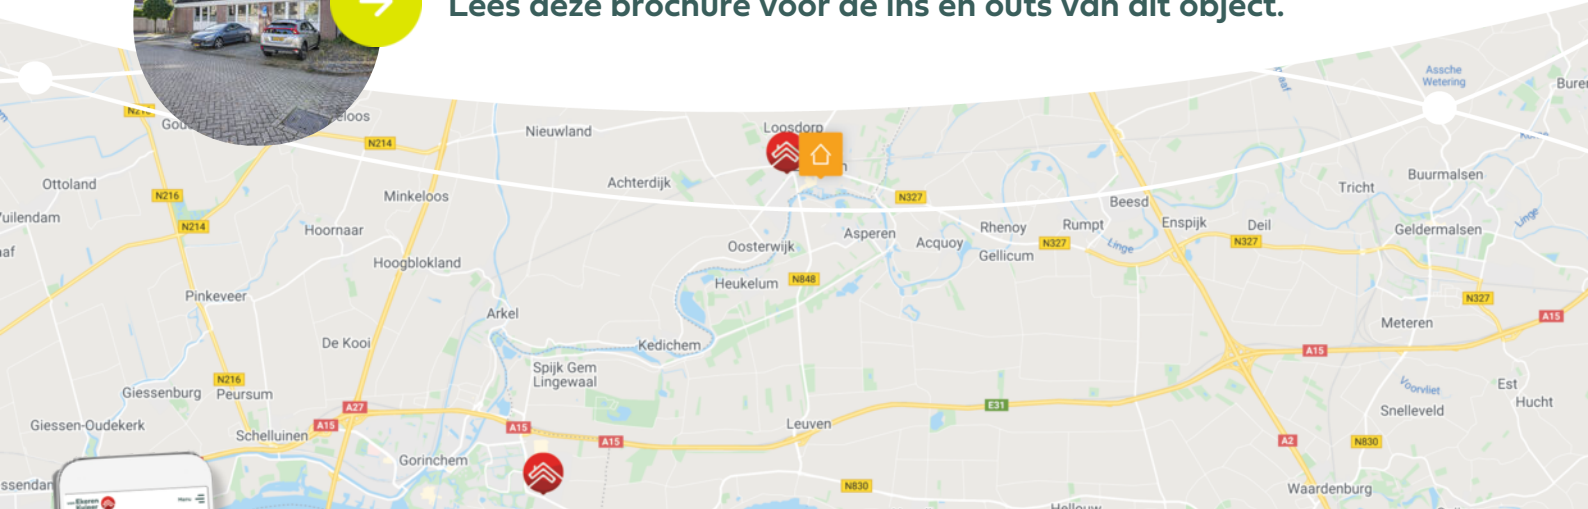 Lees deze brochure voor de ins en outs van dit object.
Assche
Wetering
Loosdorp
Nieuwland
N214
Ottoland
Achterdijk
Tricht
Buurmalsen
N216
Minkeloos
N327
Beesd
N214
Hoornaar
Asperen
Rhenoy
Rumpt
Enspijk
Deil
Linge
Geldermalsen
Oosterwijk
Acquoy
N327
Linge
N327
Gellicum
Hoogblokland
Heukelum
N848
Pinkeveer
N327
Arkel
A15
Meteren
De Kooi
Kedichem
A15
Spijk Gem
Lingewaal
N216
Giessenburg
Peursum
Voorvliet
Est
Hucht
A27
E31
Snelleveld
Giessen-Oudekerk
A15
A15
Leuven
Schelluinen
A15
A2
N830
Gorinchem
N830
Waardenburg
Ekeren
Menu